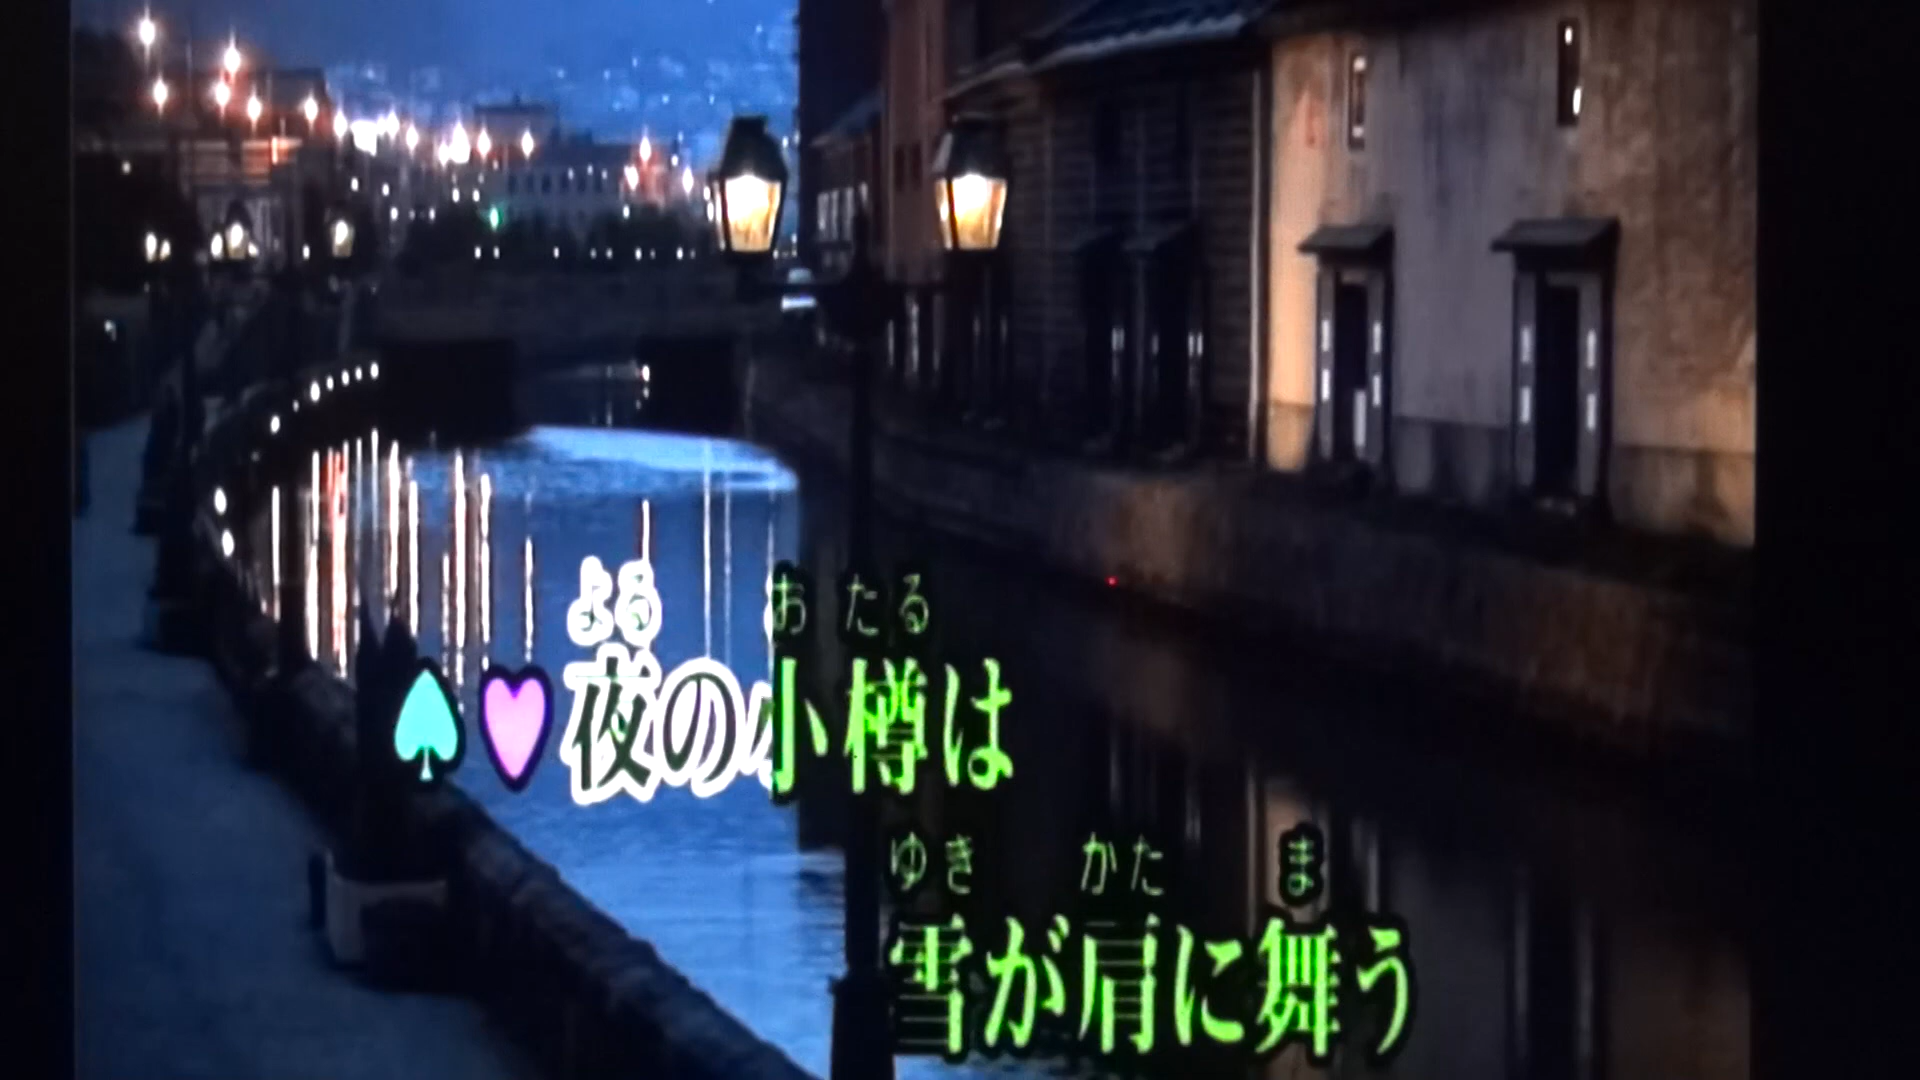 よる おたる
♠♥夜の小樽は
ゆき かた ま
雪が肩に舞う